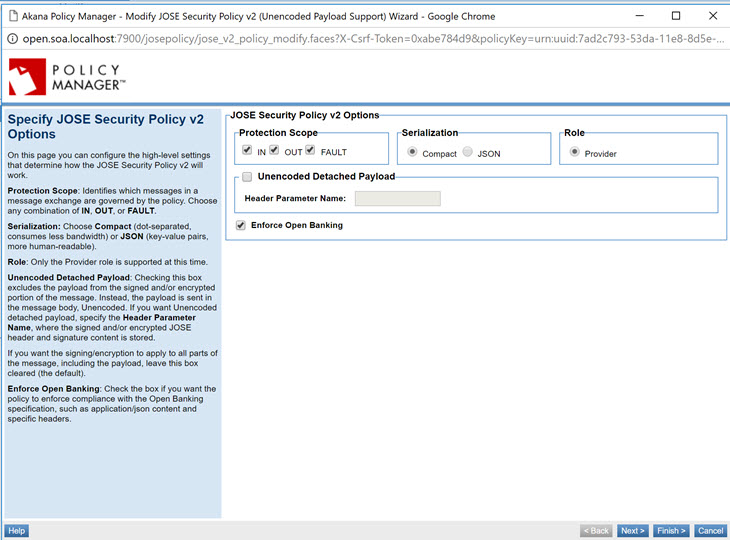 Akana Policy Manager - Modify JOSE Security Policy v2 (Unencoded Payload Support) Wizard - Google Chrome
open.soa.localhost:7900/josepolicy/jose_v2_policy_modify.faces?X-Csrf-Token=0xabe784d9&policyKey=urn:uuid:7ad2c793-53da-11e8-8d5e-...
POLICY
MANAGER™
Specify JOSE Security Policy v2
Options
On this page you can configure the high-level settings
that determine how the JOSE Security Policy v2 will
work.
Protection Scope: Identifies which messages in a
message exchange are governed by the policy. Choose
any combination of IN, OUT, or FAULT.
Serialization: Choose Compact (dot-separated,
consumes less bandwidth) or JSON (key-value pairs,
more human-readable).
Role: Only the Provider role is supported at this time.
Unencoded Detached Payload: Checking this box
excludes the payload from the signed and/or encrypted
portion of the message. Instead, the payload is sent in
the message body, Unencoded. If you want Unencoded
detached payload, specify the Header Parameter
Name, where the signed and/or encrypted JOSE
header and signature content is stored.
If you want the signing/encryption to apply to all parts of
the message, including the payload, leave this box
cleared (the default).
Enforce Open Banking: Check the box if you want the
policy to enforce compliance with the Open Banking
specification, such as application/json content and
specific headers.
JOSE Security Policy v2 Options
Protection Scope
IN OUT FAULT
Serialization
Compact JSON
Role
Provider
Unencoded Detached Payload
Header Parameter Name:
Enforce Open Banking
Help
< Back Next > Finish > Cancel